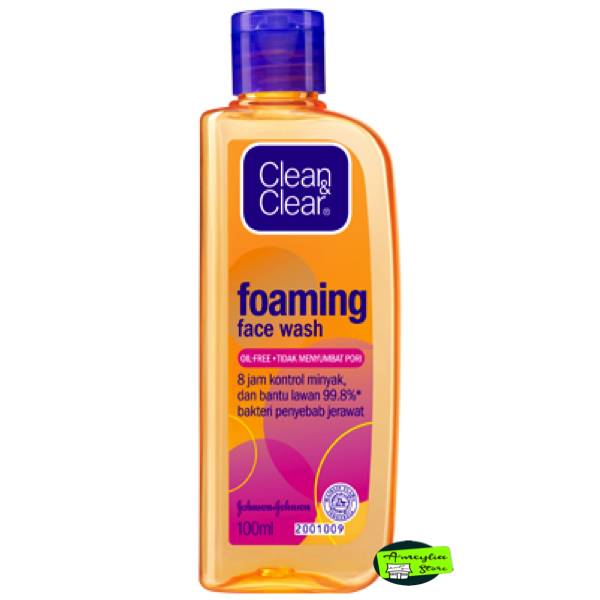 Clean &
Clear®
foaming
face wash
OIL-FREE • TIDAK MENYUMBAT PORI
8 jam kontrol minyak,
dan bantu lawan 99.8%*
bakteri penyebab jerawat
Johnson & Johnson
100ml
2001009
Ameylia
Store